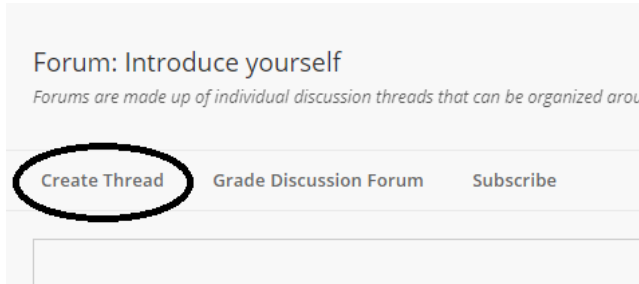 Forum: Introduce yourself
Forums are made up of individual discussion threads that can be organized
Create Thread Grade Discussion Forum Subscribe